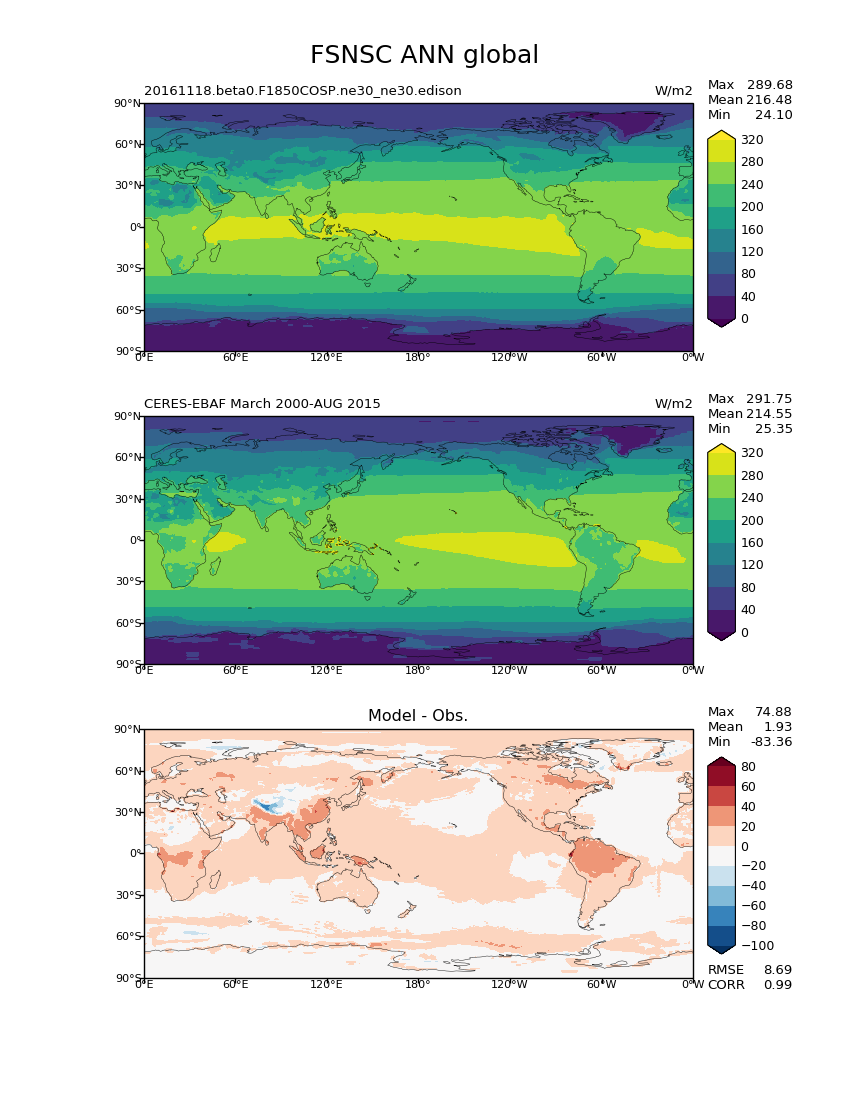 FSNSC ANN global
20161118.beta0.F1850COSP.ne30_ne30.edison W/m2
Max 289.68
Mean 216.48
Min 24.10
90°N
60°N
30°N
0°
30°S
60°S
90°S
0°E 60°E 120°E 180° 120°W 60°W 0°W
320
280
240
200
160
120
80
40
0
CERES-EBAF March 2000-AUG 2015 W/m2
Max 291.75
Mean 214.55
Min 25.35
90°N
60°N
30°N
0°
30°S
60°S
90°S
0°E 60°E 120°E 180° 120°W 60°W 0°W
320
280
240
200
160
120
80
40
0
Model - Obs.
Max 74.88
Mean 1.93
Min -83.36
90°N
60°N
30°N
0°
30°S
60°S
90°S
0°E 60°E 120°E 180° 120°W 60°W 0°W
80
60
40
20
0
−20
−40
−60
−80
−100
RMSE 8.69
CORR 0.99